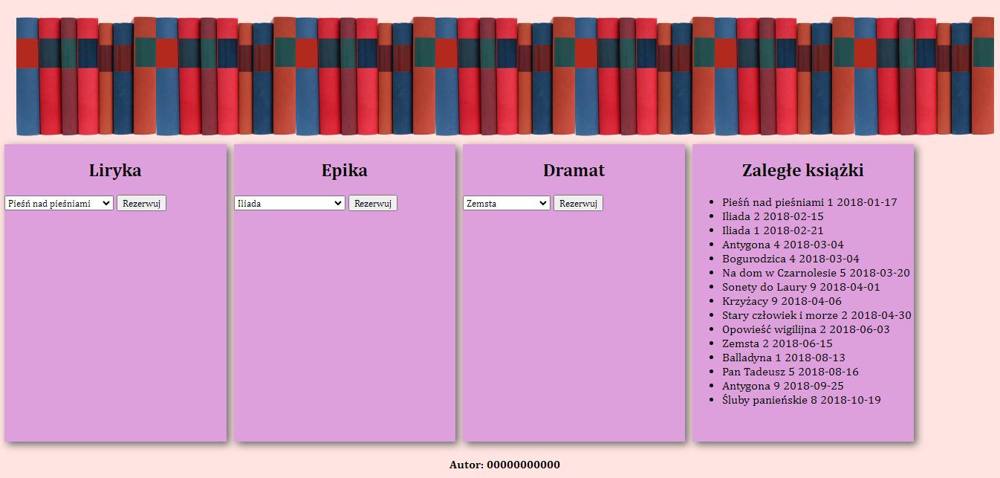 Liryka
Pieśń nad pieśniami Rezerwuj
Epika
Iliada Rezerwuj
Dramat
Zemsta Rezerwuj
Zaległe książki
Pieśń nad pieśniami 1 2018-01-17
Iliada 2 2018-02-15
Iliada 1 2018-02-21
Antygona 4 2018-03-04
Bogurodzica 4 2018-03-04
Na dom w Czarnolesie 5 2018-03-20
Sonety do Laury 9 2018-04-01
Krzyżacy 9 2018-04-06
Stary człowiek i morze 2 2018-04-30
Opowieść wigilijna 2 2018-06-03
Zemsta 2 2018-06-15
Balladyna 1 2018-08-13
Pan Tadeusz 5 2018-08-16
Antygona 9 2018-09-25
Śluby panieńskie 8 2018-10-19
Autor: 00000000000